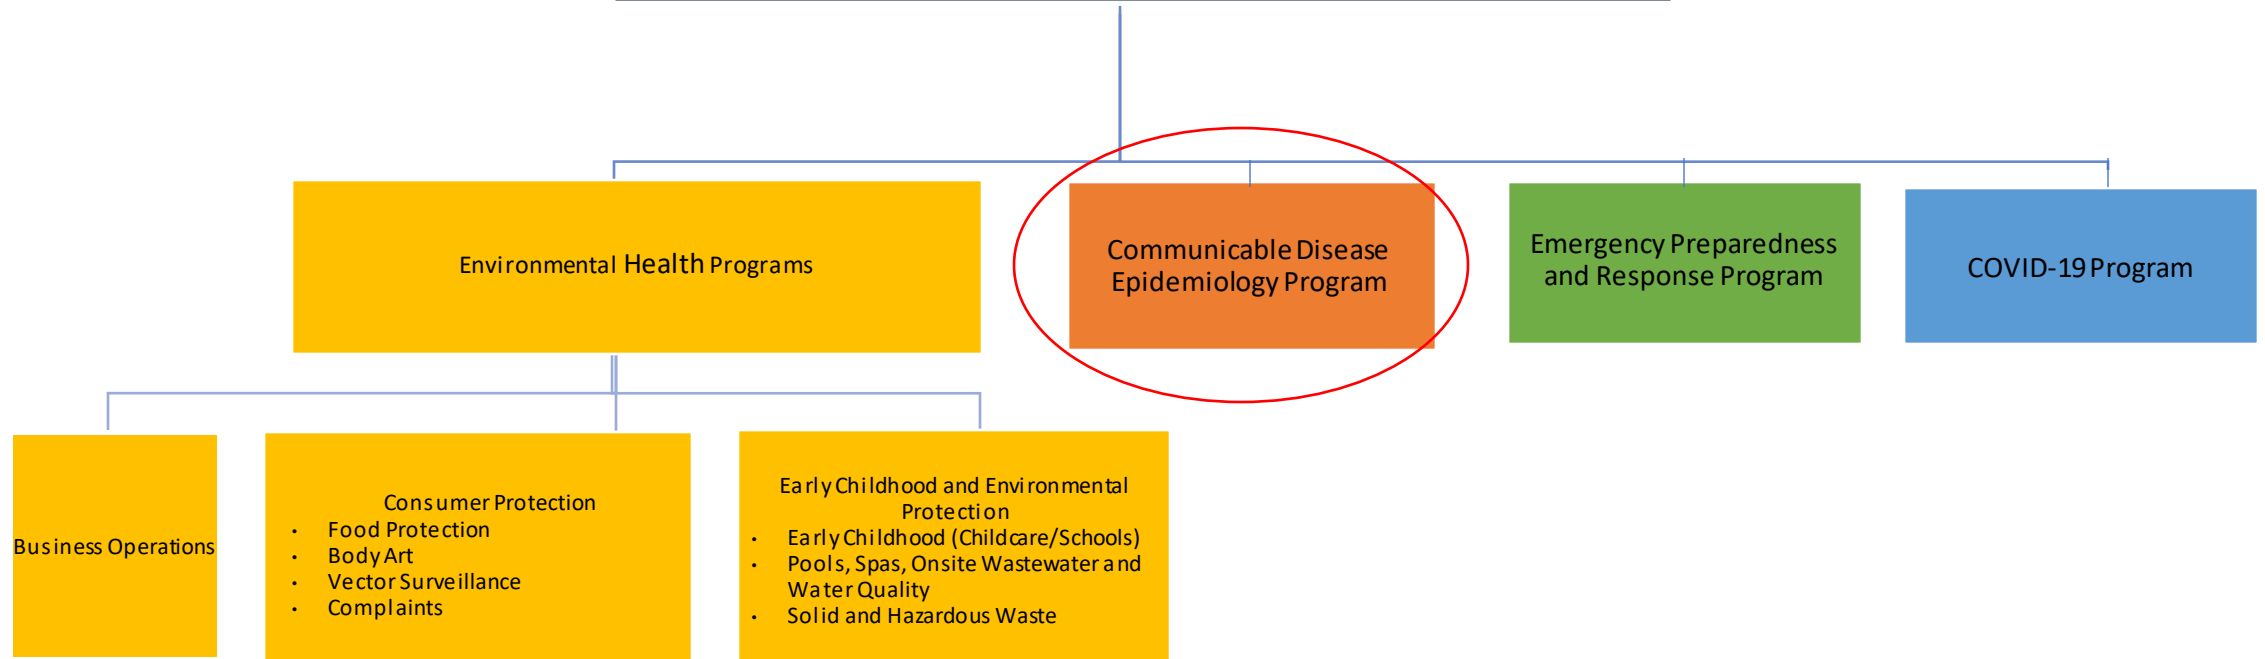 Environmental Health Programs
Communicable Disease
Epidemiology Program
Emergency Preparedness
and Response Program
COVID-19 Program
Business Operations
Consumer Protection
• Food Protection
• Body Art
• Vector Surveillance
• Complaints
Early Childhood and Environmental
Protection
• Early Childhood (Childcare/Schools)
• Pools, Spas, Onsite Wastewater and
Water Quality
• Solid and Hazardous Waste